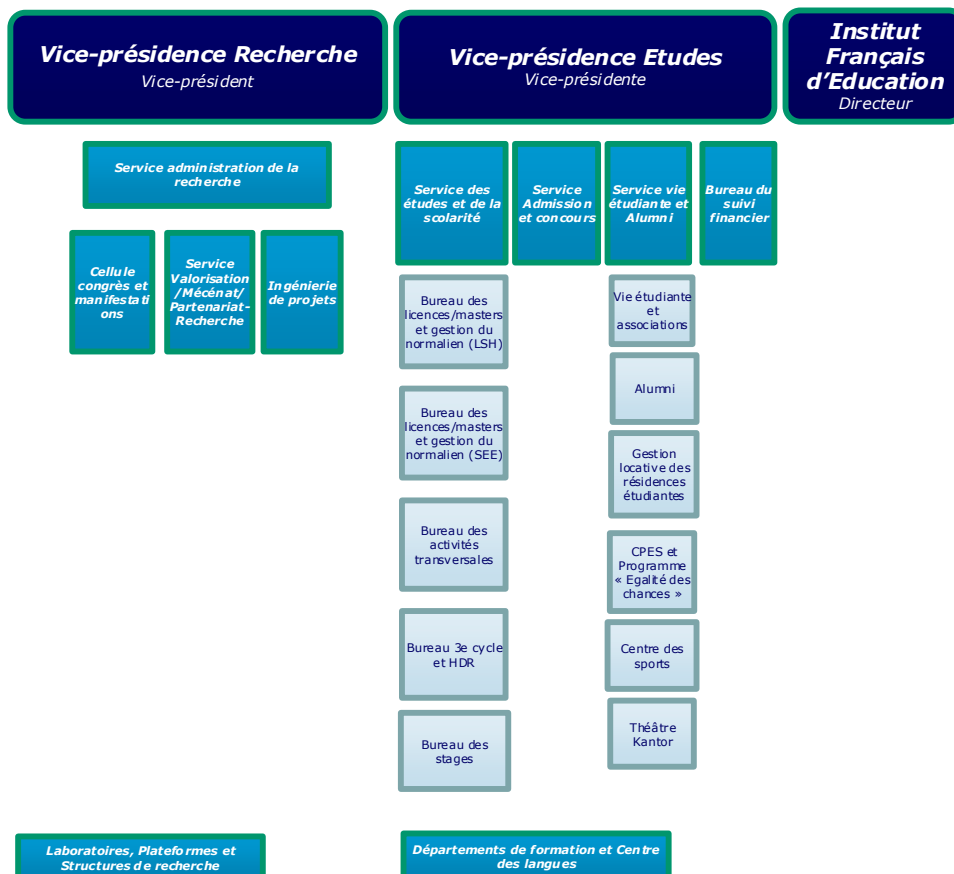 Vice-présidence Recherche
Vice-président
Vice-présidence Etudes
Vice-présidente
Institut
Français
d’Education
Directeur
Service administration de la
recherche
Cellule
congrès et
manifestati
ons
Service
Valorisation
/Mécénat/
Partenariat-
Recherche
Ingénierie
de projets
Service des
études et de la
scolarité
Service
Admission
et concours
Service vie
étudiante et
Alumni
Bureau du
suivi
financier
Bureau des
licences/masters
et gestion du
normalien (LSH)
Bureau des
licences/masters
et gestion du
normalien (SEE)
Bureau des
activités
transversales
Bureau 3e cycle
et HDR
Bureau des
stages
Vie étudiante
et
associations
Alumni
Gestion
locative des
résidences
étudiantes
CPES et
Programme
« Egalité des
chances »
Centre des
sports
Théâtre
Kantor
Laboratoires, Plateformes et
Structures de recherche
Départements de formation et Centre
des langues